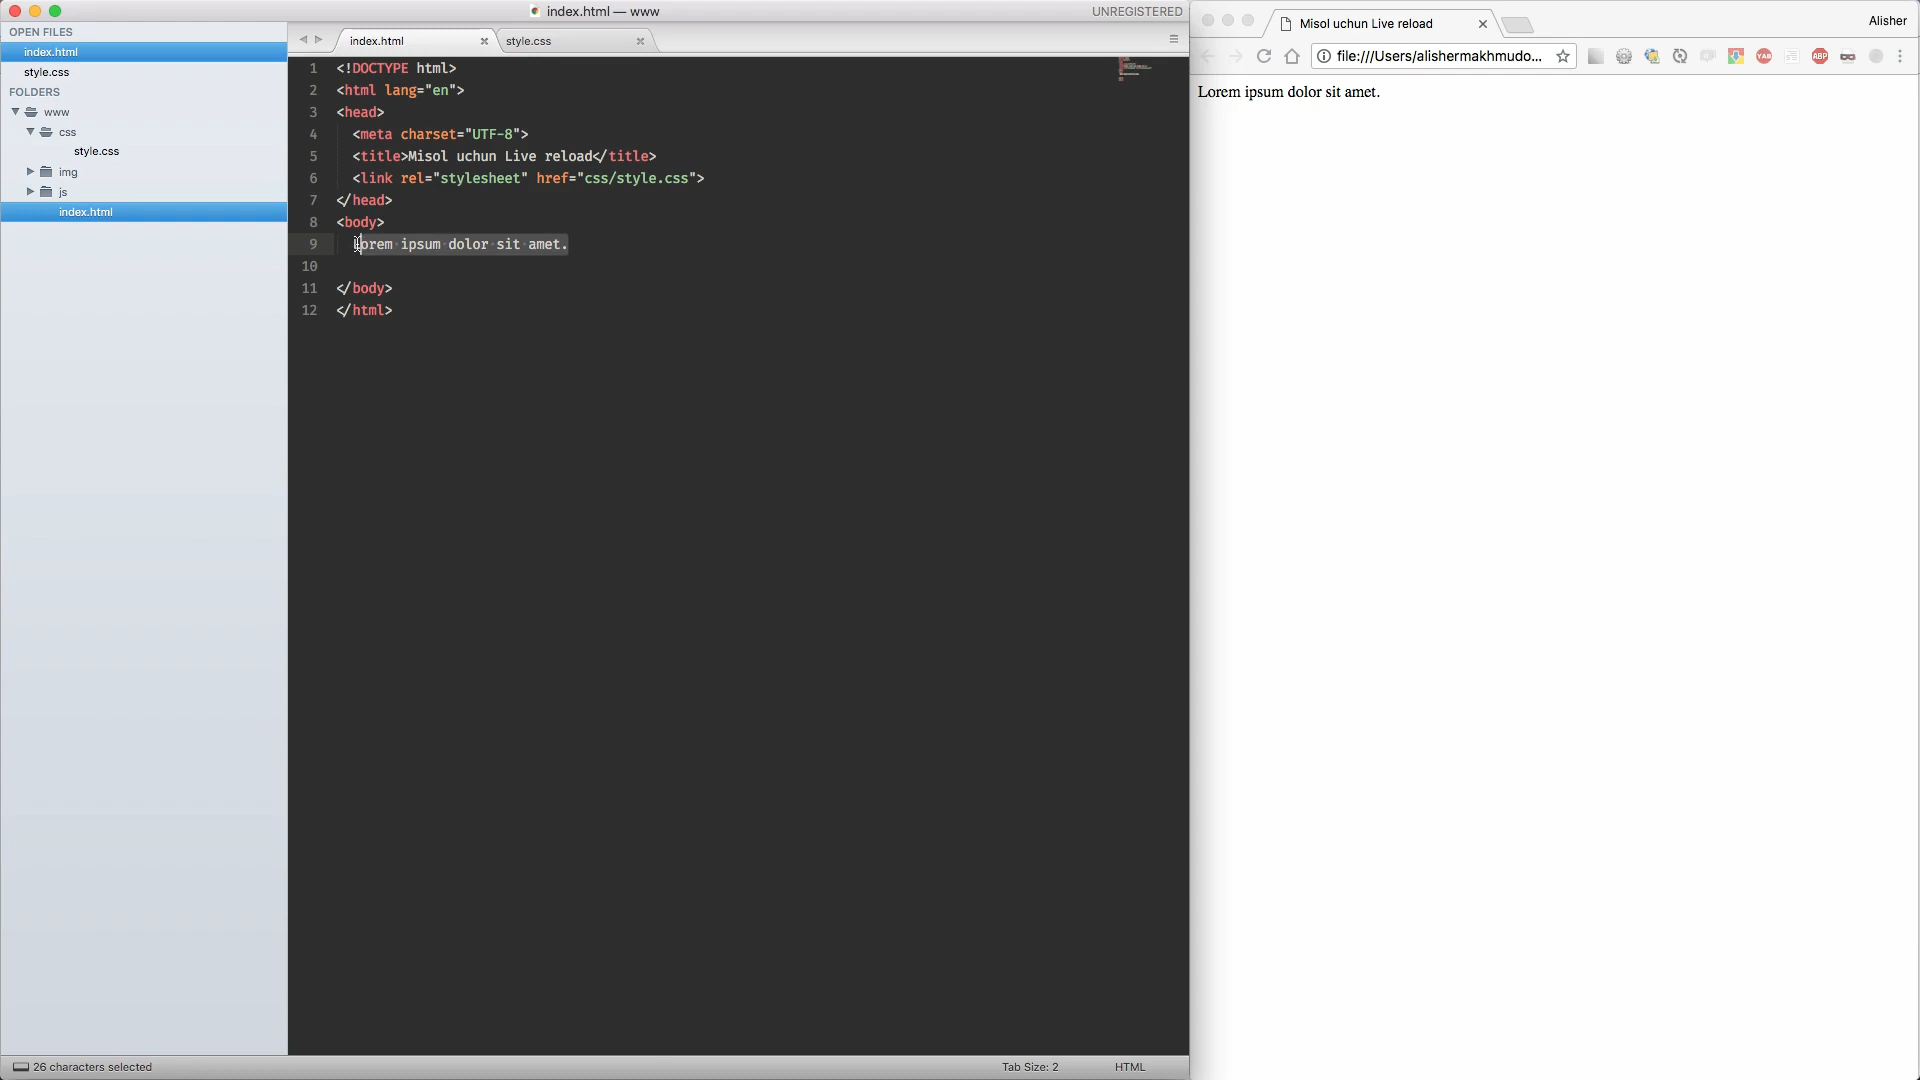 index.html — www
UNREGISTERED
OPEN FILES
index.html
style.css
FOLDERS
www
css
style.css
img
js
index.html
index.html
style.css
1 <!DOCTYPE html>
2 <html lang="en">
3 <head>
4 <meta charset="UTF-8">
5 <title>Misol uchun Live reload</title>
6 <link rel="stylesheet" href="css/style.css">
7 </head>
8 <body>
9 Lorem ipsum dolor sit amet.
10
11 </body>
12 </html>
26 characters selected
Tab Size: 2
HTML
Misol uchun Live reload
Alisher
file:///Users/alishermakhmudo...
YAB
ABP
Lorem ipsum dolor sit amet.